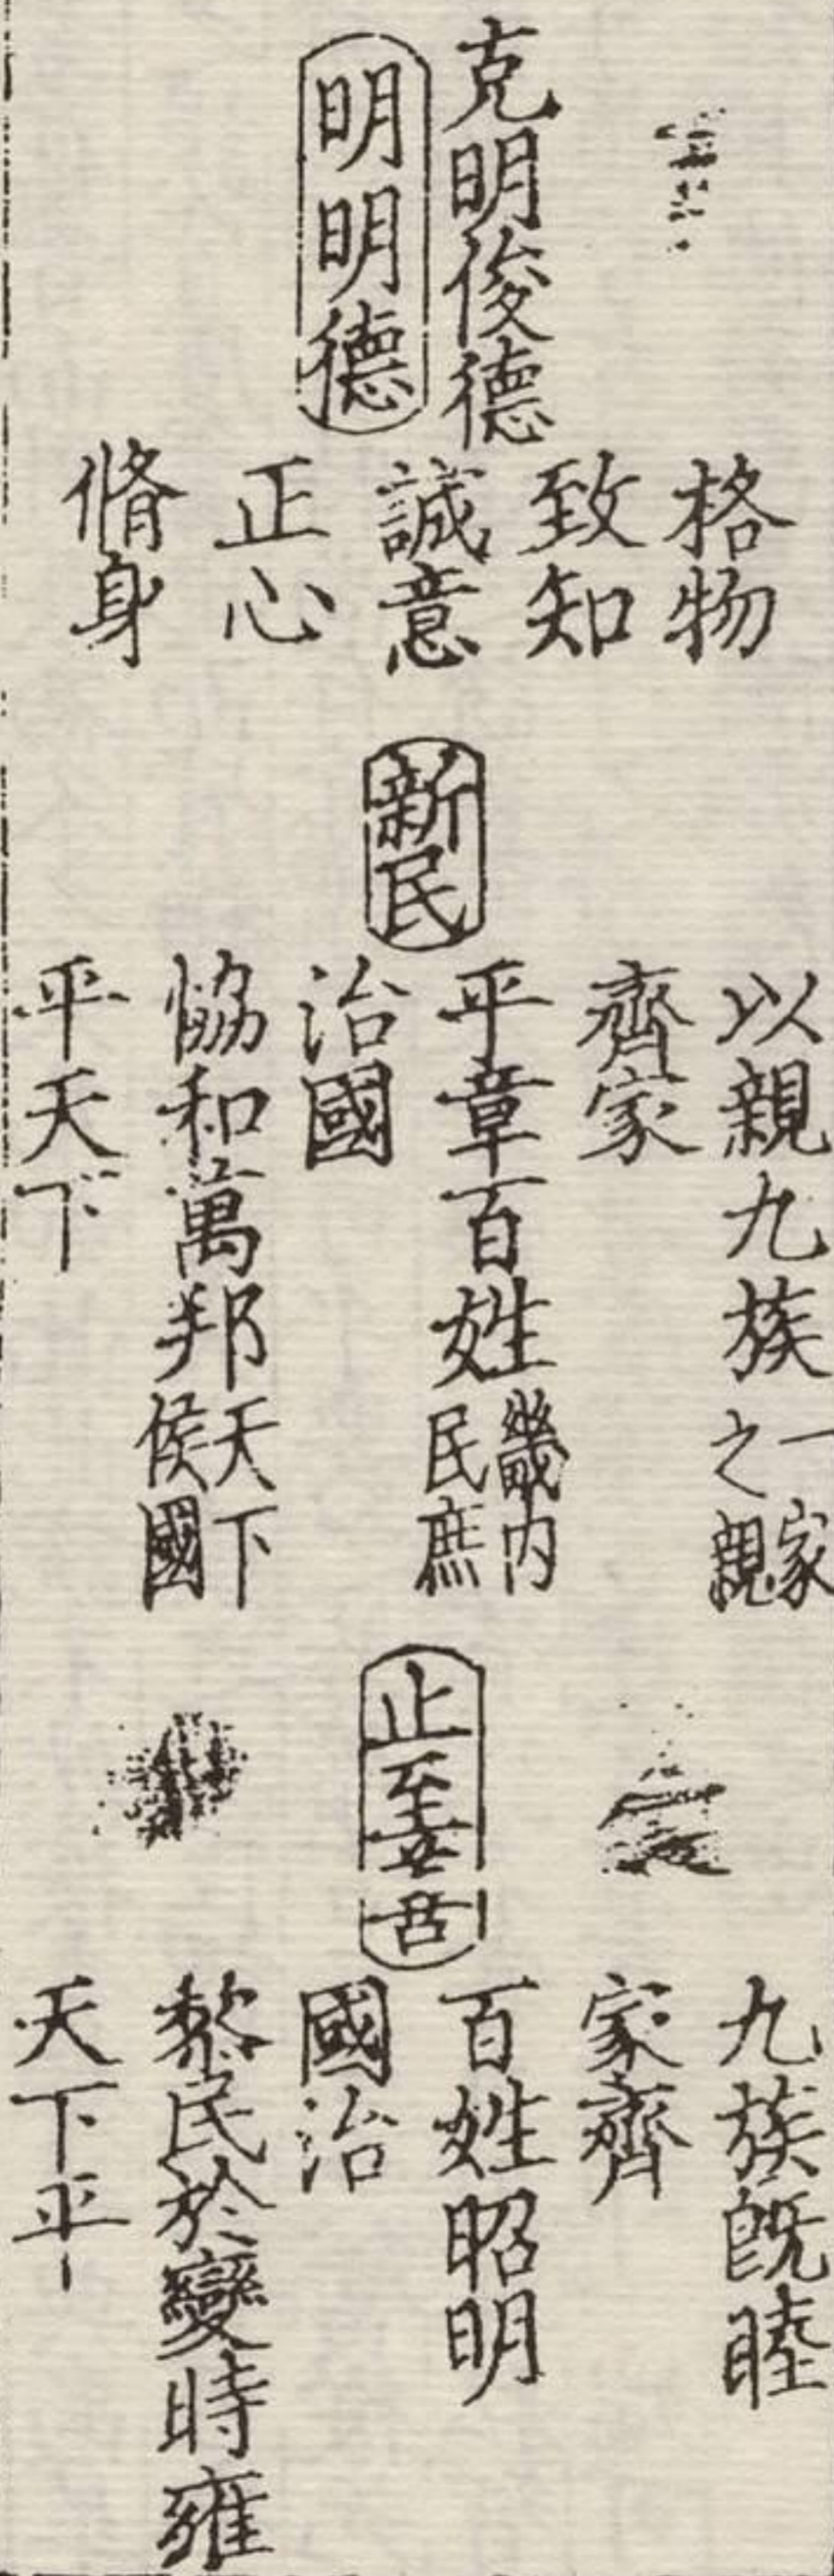 克明俊德
明明德
格物
致知
誠意
正心
脩身
新民
以親九族
一家
之親
齊家
平章百姓
畿内
民庶
治國
恊和萬邦
天下
侯國
平天下
止至善
九族既睦
家齊
百姓昭明
國治
黎民於變時雍
天下平